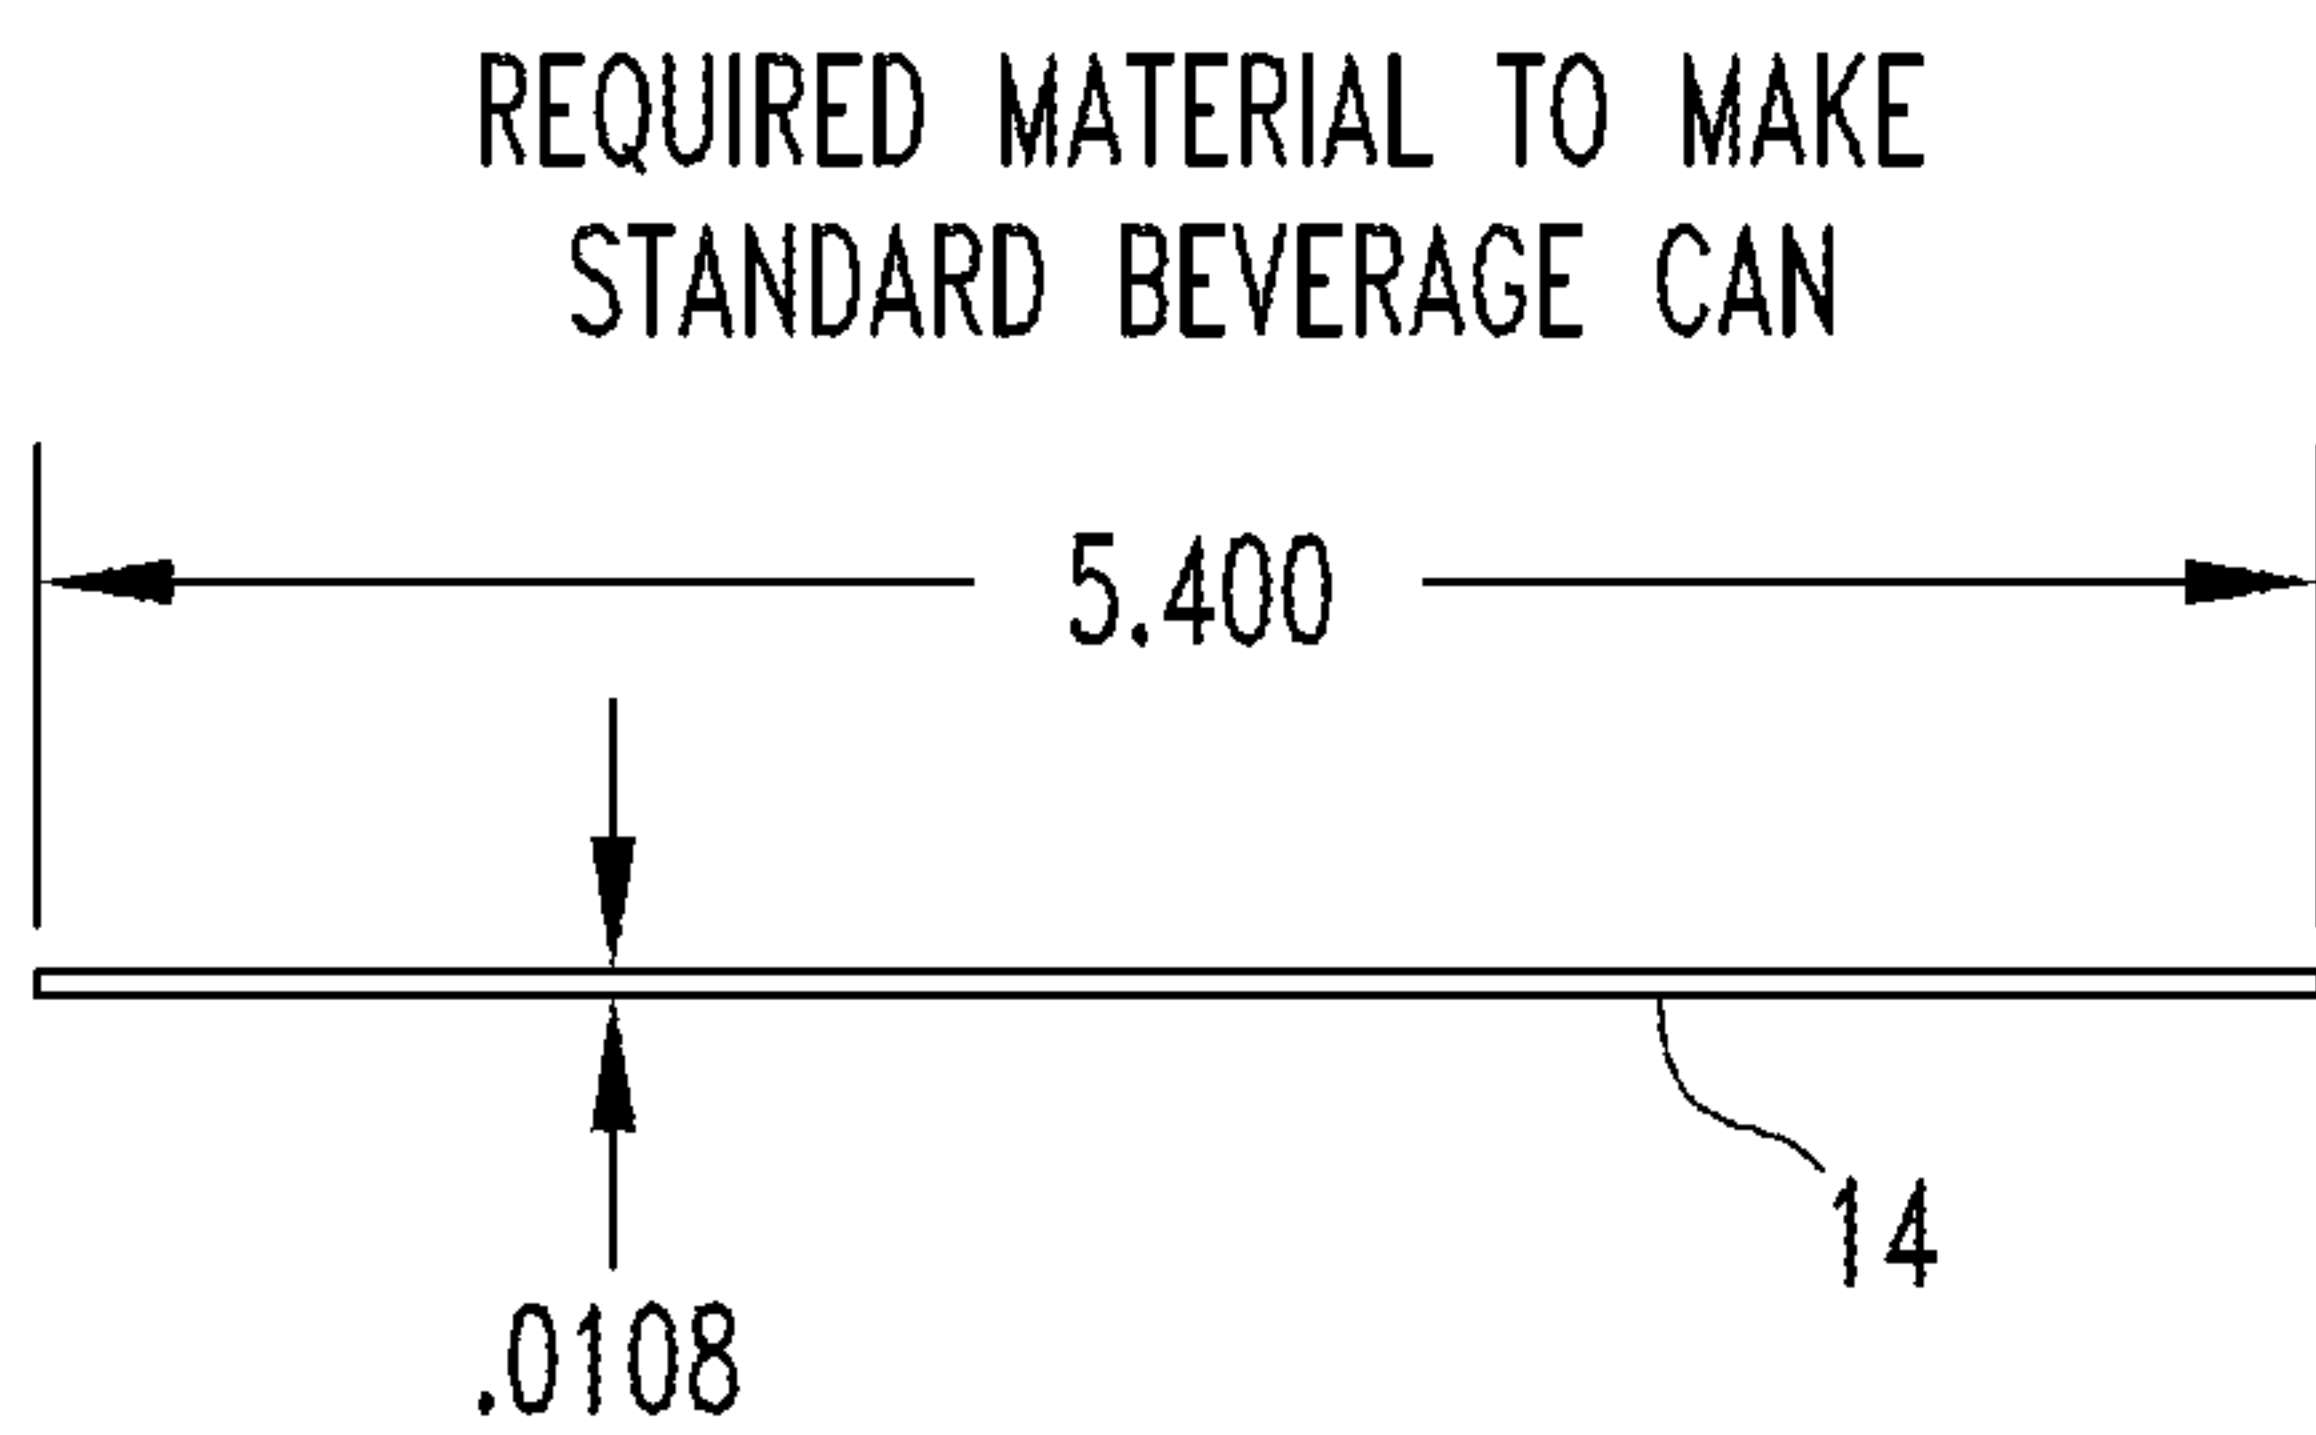 REQUIRED MATERIAL TO MAKE
STANDARD BEVERAGE CAN
5.400
14
.0108